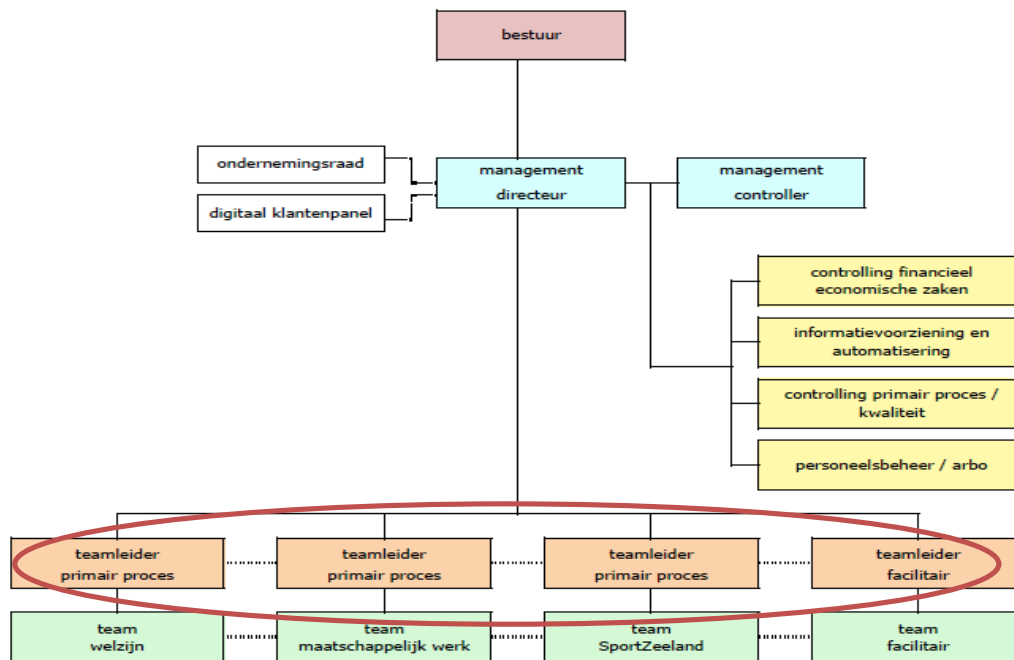 bestuur
ondernemingsraad
digitaal klantenpanel
management
directeur
management
controller
controlling financieel
economische zaken
informatievoorziening en
automatisering
controlling primair proces /
kwaliteit
personeelsbeheer / arbo
teamleider
primair proces
teamleider
primair proces
teamleider
primair proces
teamleider
facilitair
team
welzijn
team
maatschappelijk werk
team
SportZeeland
team
facilitair